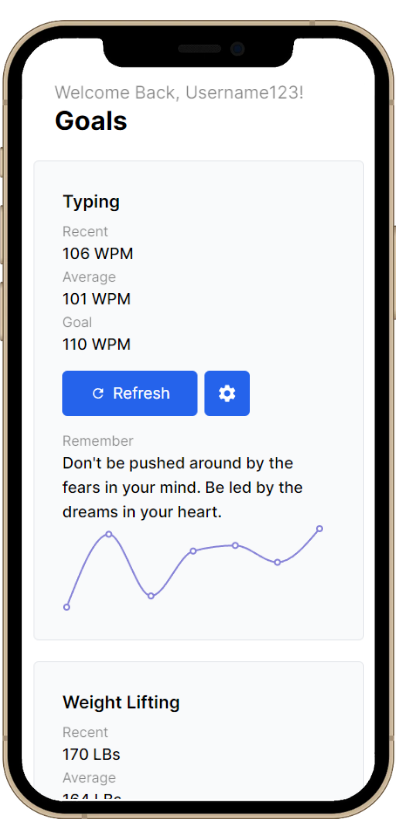 Welcome Back, Username123!
Goals
Typing
Recent
106 WPM
Average
101 WPM
Goal
110 WPM
Refresh
Remember
Don't be pushed around by the
fears in your mind. Be led by the
dreams in your heart.
Weight Lifting
Recent
170 LBs
Average
164 LBs